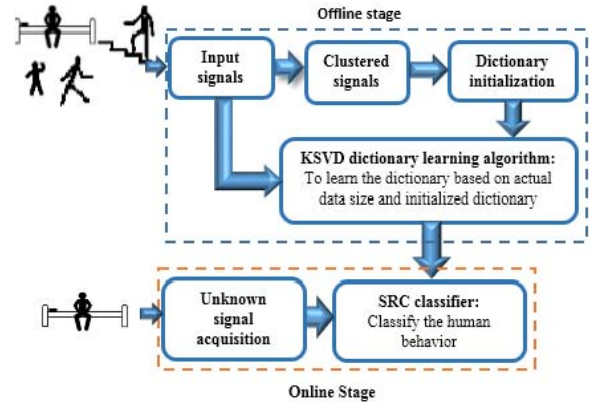 Offline stage
Input
signals
Clustered
signals
Dictionary
initialization
KSVD dictionary learning algorithm:
To learn the dictionary based on actual
data size and initialized dictionary
Unknown
signal
acquisition
SRC classifier:
Classify the human
behavior
Online Stage